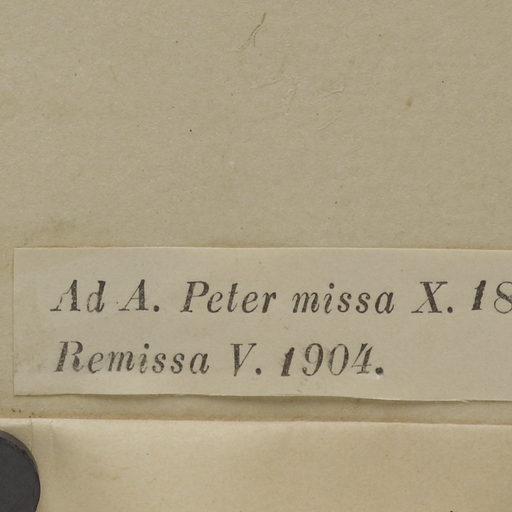 Ad A. Peter missa X. 18
Remissa V. 1904.